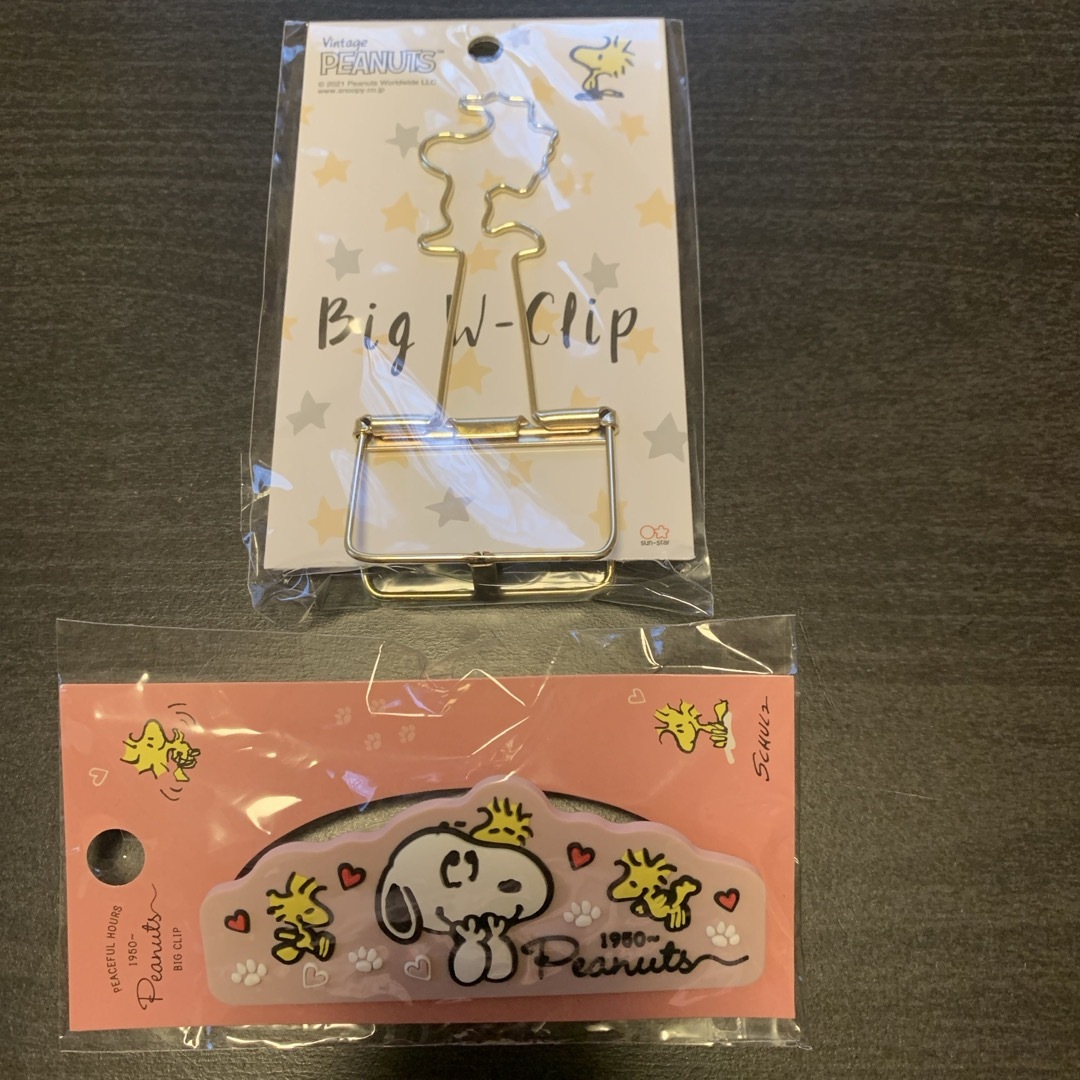 Vintage
PEANUTS™
© 2021 Peanuts Worldwide LLC
www.snoopy.co.jp
Big W-Clip
sun-star
SCHULZ
PEACEFUL HOURS
1950~
Peanuts
BIG CLIP
1950~
Peanuts